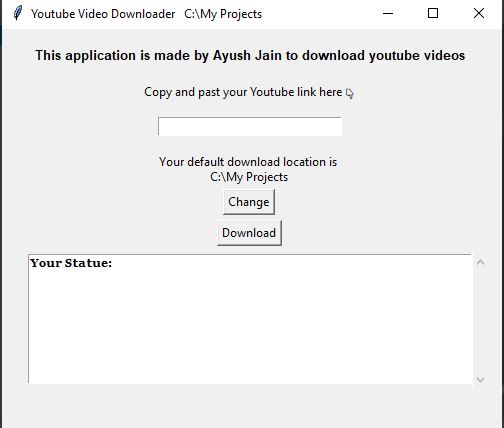 Youtube Video Downloader   C:\My Projects
This application is made by Ayush Jain to download youtube videos
Copy and past your Youtube link here
Your default download location is
C:\My Projects
Change
Download
Your Statue: